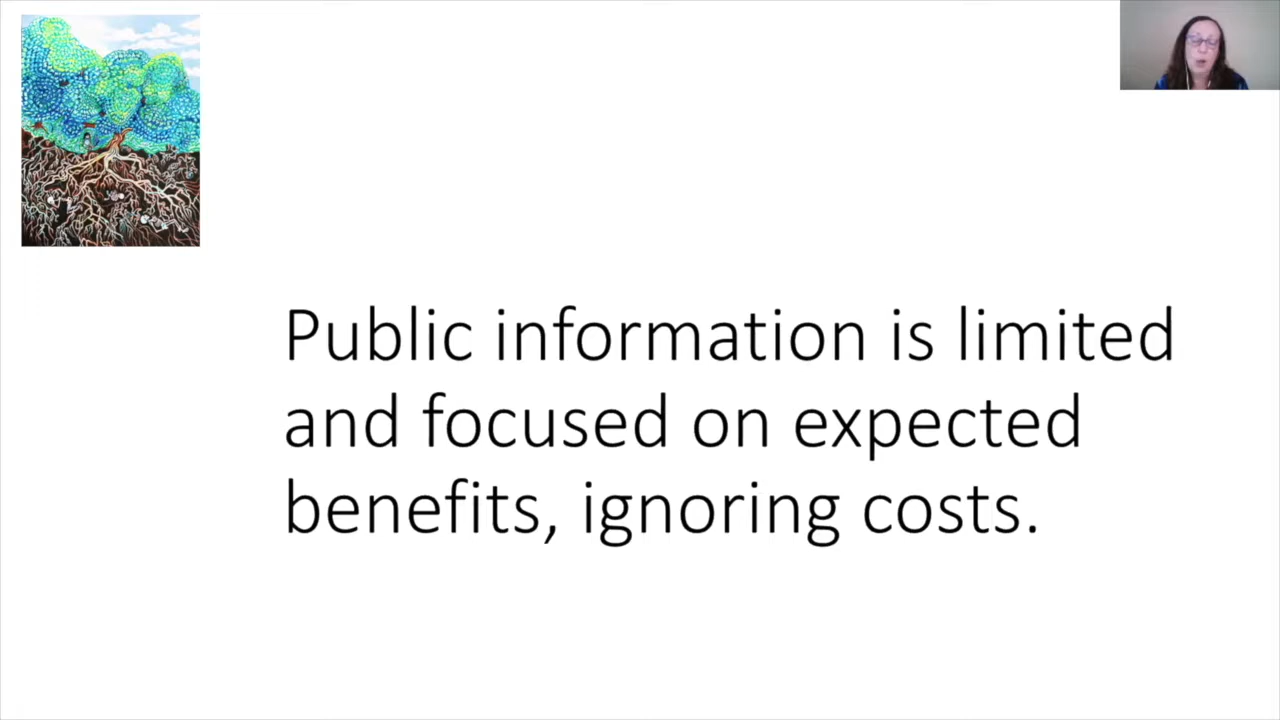 Public information is limited
and focused on expected
benefits, ignoring costs.